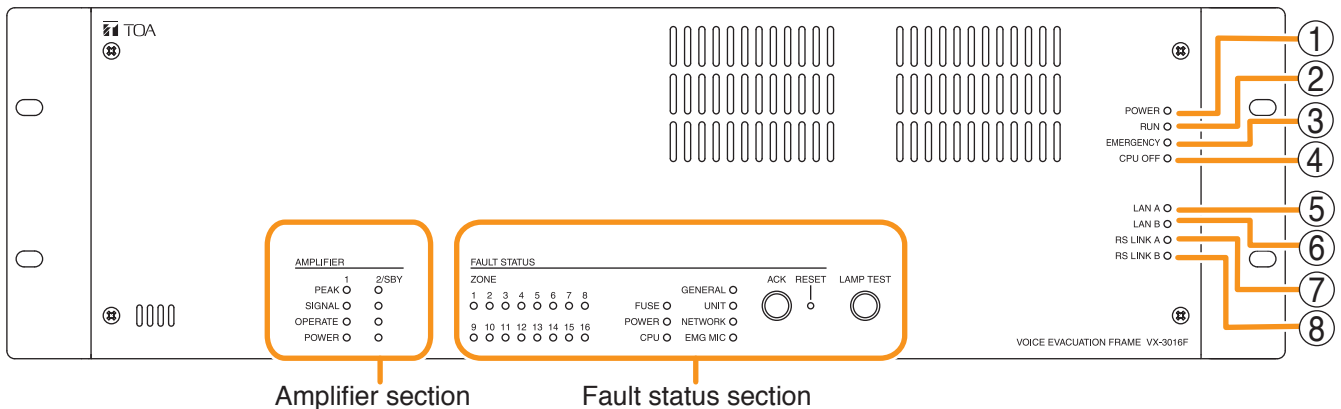 TOA
1
2
3
4
5
6
7
8
POWER
RUN
EMERGENCY
CPU OFF
LAN A
LAN B
RS LINK A
RS LINK B
AMPLIFIER
1 2/SBY
PEAK
SIGNAL
OPERATE
POWER
FAULT STATUS
ZONE
1 2 3 4 5 6 7 8
9 10 11 12 13 14 15 16
FUSE
POWER
CPU
GENERAL
UNIT
NETWORK
EMG MIC
ACK RESET LAMP TEST
VOICE EVACUATION FRAME VX-3016F
Amplifier section
Fault status section